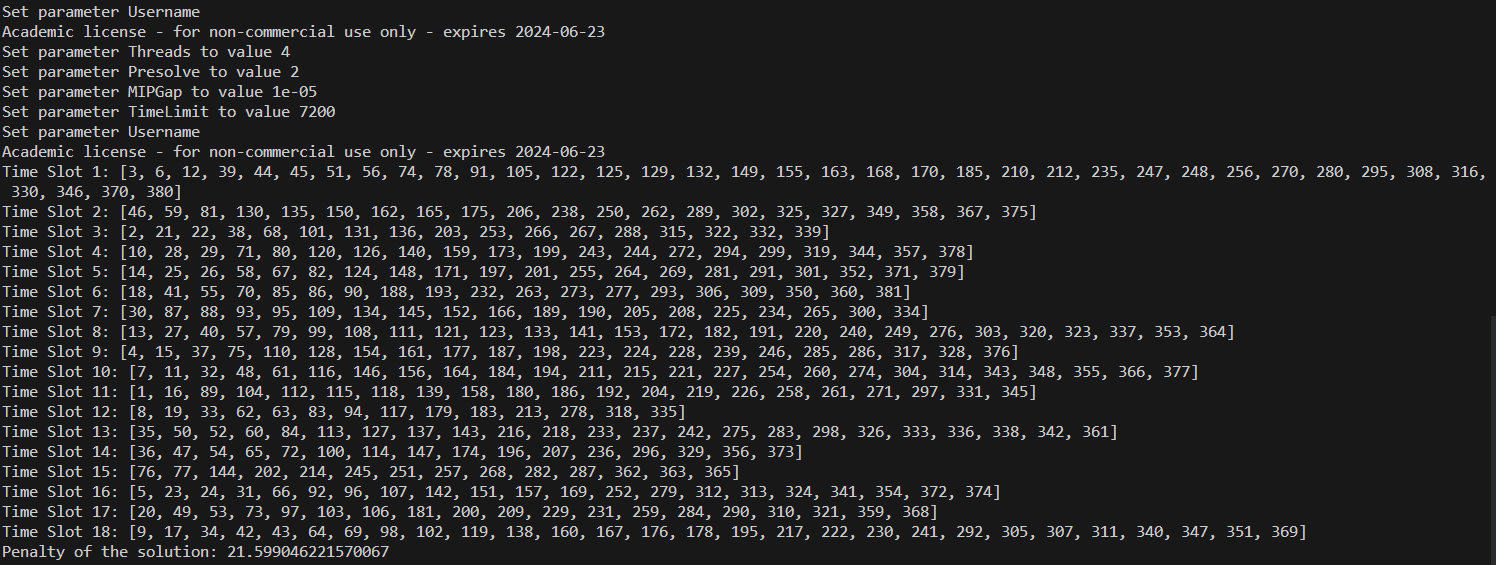 Set parameter Username
Academic license - for non-commercial use only - expires 2024-06-23
Set parameter Threads to value 4
Set parameter Presolve to value 2
Set parameter MIPGap to value 1e-05
Set parameter TimeLimit to value 7200
Set parameter Username
Academic license - for non-commercial use only - expires 2024-06-23
Time Slot 1: [3, 6, 12, 39, 44, 45, 51, 56, 74, 78, 91, 105, 122, 125, 129, 132, 149, 155, 163, 168, 170, 185, 210, 212, 235, 247, 248, 256, 270, 280, 295, 308, 316,
330, 346, 370, 380]
Time Slot 2: [46, 59, 81, 130, 135, 150, 162, 165, 175, 206, 238, 250, 262, 289, 302, 325, 327, 349, 358, 367, 375]
Time Slot 3: [2, 21, 22, 38, 68, 101, 131, 136, 203, 253, 266, 267, 288, 315, 322, 332, 339]
Time Slot 4: [10, 28, 29, 71, 80, 120, 126, 140, 159, 173, 199, 243, 244, 272, 294, 299, 319, 344, 357, 378]
Time Slot 5: [14, 25, 26, 58, 67, 82, 124, 148, 171, 197, 201, 255, 264, 269, 281, 291, 301, 352, 371, 379]
Time Slot 6: [18, 41, 55, 70, 85, 86, 90, 188, 193, 232, 263, 273, 277, 293, 306, 309, 350, 360, 381]
Time Slot 7: [30, 87, 88, 93, 95, 109, 134, 145, 152, 166, 189, 190, 205, 208, 225, 234, 265, 300, 334]
Time Slot 8: [13, 27, 40, 57, 79, 99, 108, 111, 121, 123, 133, 141, 153, 172, 182, 191, 220, 240, 249, 276, 303, 320, 323, 337, 353, 364]
Time Slot 9: [4, 15, 37, 75, 110, 128, 154, 161, 177, 187, 198, 223, 224, 228, 239, 246, 285, 286, 317, 328, 376]
Time Slot 10: [7, 11, 32, 48, 61, 116, 146, 156, 164, 184, 194, 211, 215, 221, 227, 254, 260, 274, 304, 314, 343, 348, 355, 366, 377]
Time Slot 11: [1, 16, 89, 104, 112, 115, 118, 139, 158, 180, 186, 192, 204, 219, 226, 258, 261, 271, 297, 331, 345]
Time Slot 12: [8, 19, 33, 62, 63, 83, 94, 117, 179, 183, 213, 278, 318, 335]
Time Slot 13: [35, 50, 52, 60, 84, 113, 127, 137, 143, 216, 218, 233, 237, 242, 275, 283, 298, 326, 333, 336, 338, 342, 361]
Time Slot 14: [36, 47, 54, 65, 72, 100, 114, 147, 174, 196, 207, 236, 296, 329, 356, 373]
Time Slot 15: [76, 77, 144, 202, 214, 245, 251, 257, 268, 282, 287, 362, 363, 365]
Time Slot 16: [5, 23, 24, 31, 66, 92, 96, 107, 142, 151, 157, 169, 252, 279, 312, 313, 324, 341, 354, 372, 374]
Time Slot 17: [20, 49, 53, 73, 97, 103, 106, 181, 200, 209, 229, 231, 259, 284, 290, 310, 321, 359, 368]
Time Slot 18: [9, 17, 34, 42, 43, 64, 69, 98, 102, 119, 138, 160, 167, 176, 178, 195, 217, 222, 230, 241, 292, 305, 307, 311, 340, 347, 351, 369]
Penalty of the solution: 21.599046221570067